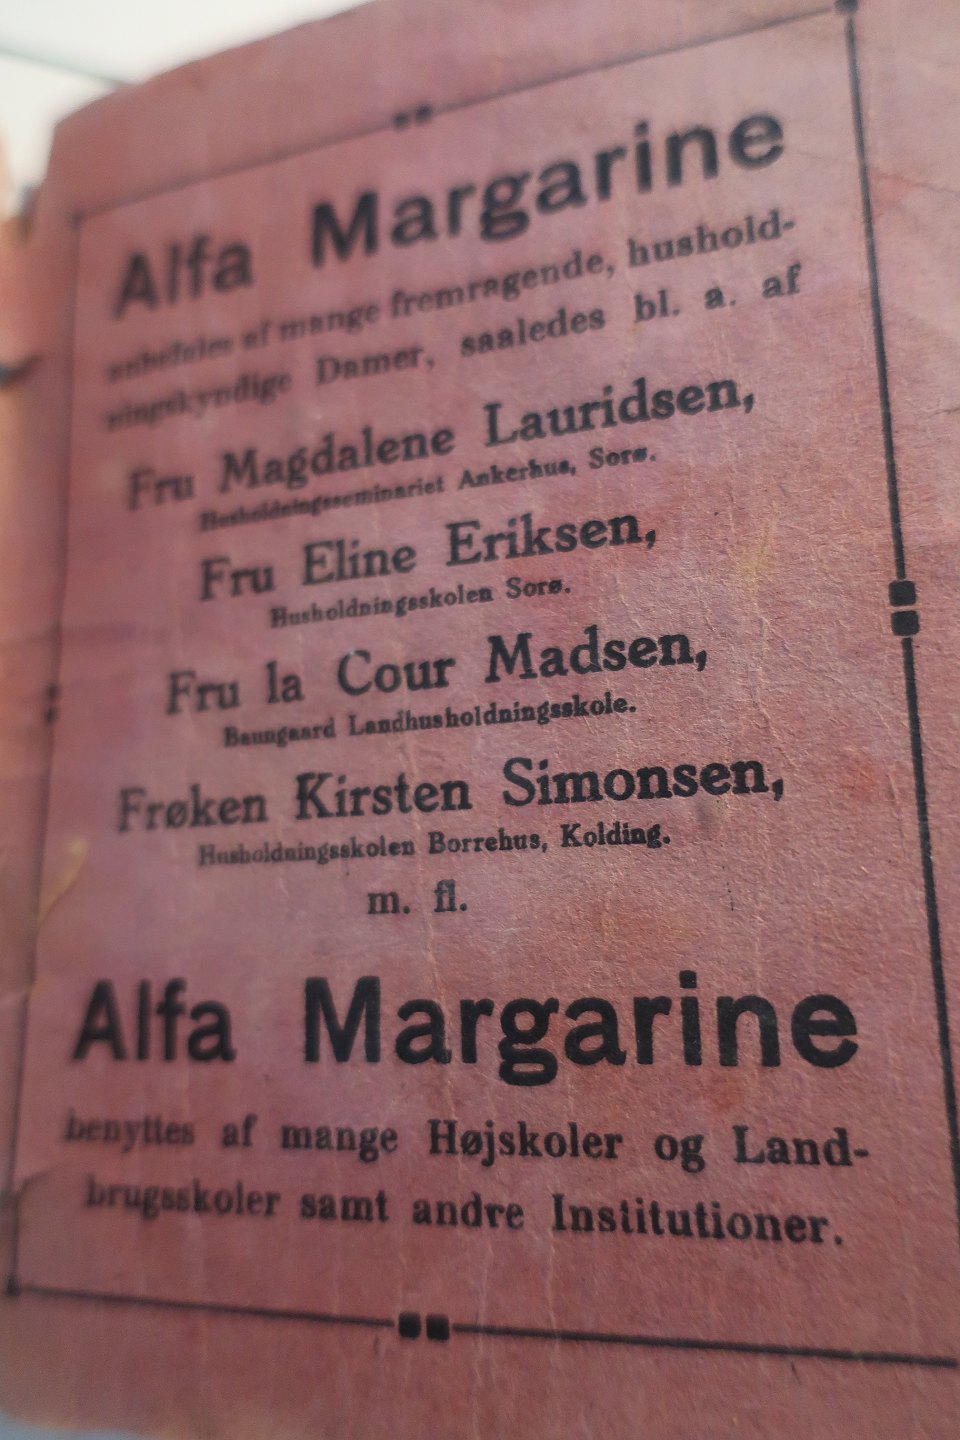 Alfa Margarine
anbefales af mange fremragende, hushold-
ningskyndige Damer, saaledes bl. a. af
Fru Magdalene Lauridsen,
Husholdningsseminariet Ankerhus, Sorø.
Fru Eline Eriksen,
Husholdningsskolen Sorø.
Fru la Cour Madsen,
Baungaard Landhusholdningsskole.
Frøken Kirsten Simonsen,
Husholdningsskolen Borrehus, Kolding.
m. fl.
Alfa Margarine
benyttes af mange Højskoler og Land-
brugsskoler samt andre Institutioner.